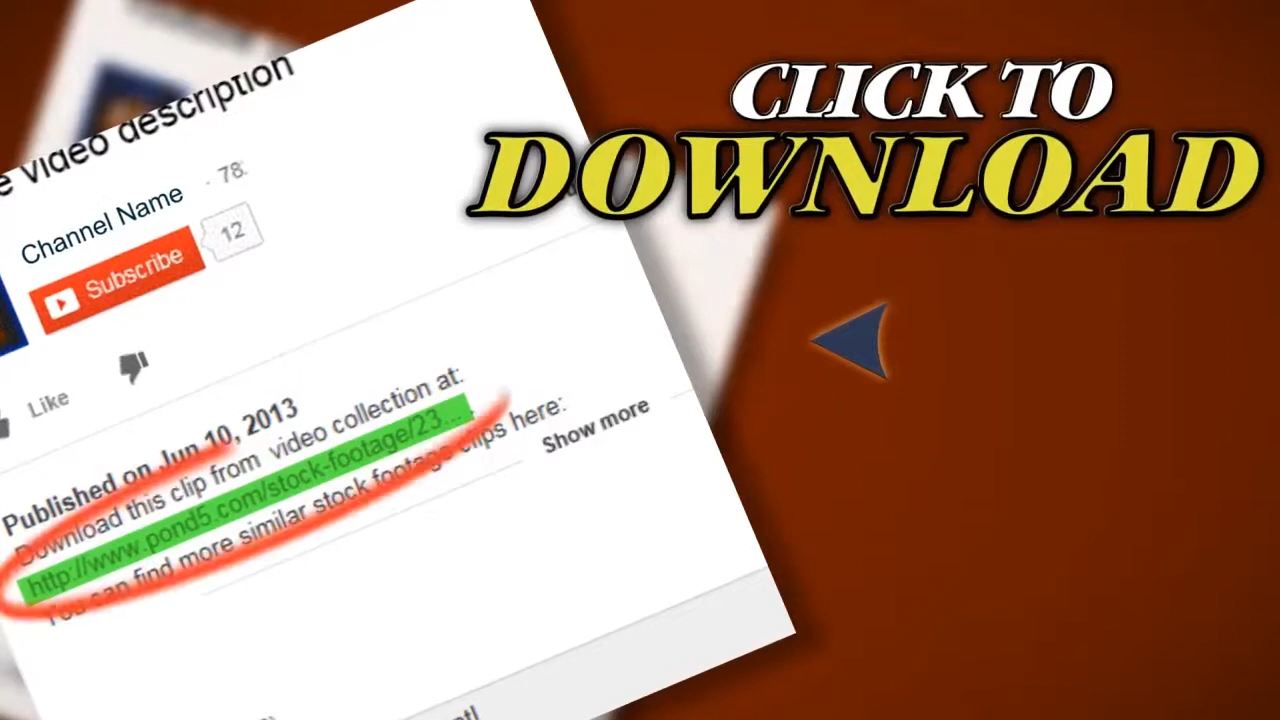 CLICK TO
DOWNLOAD
e video description
Channel Name
78
Subscribe
12
Like
Published on Jun 10, 2013
Download this clip from video collection at:
http://www.pond5.com/stock-footage/23...
You can find more similar stock footage clips here:
Show more